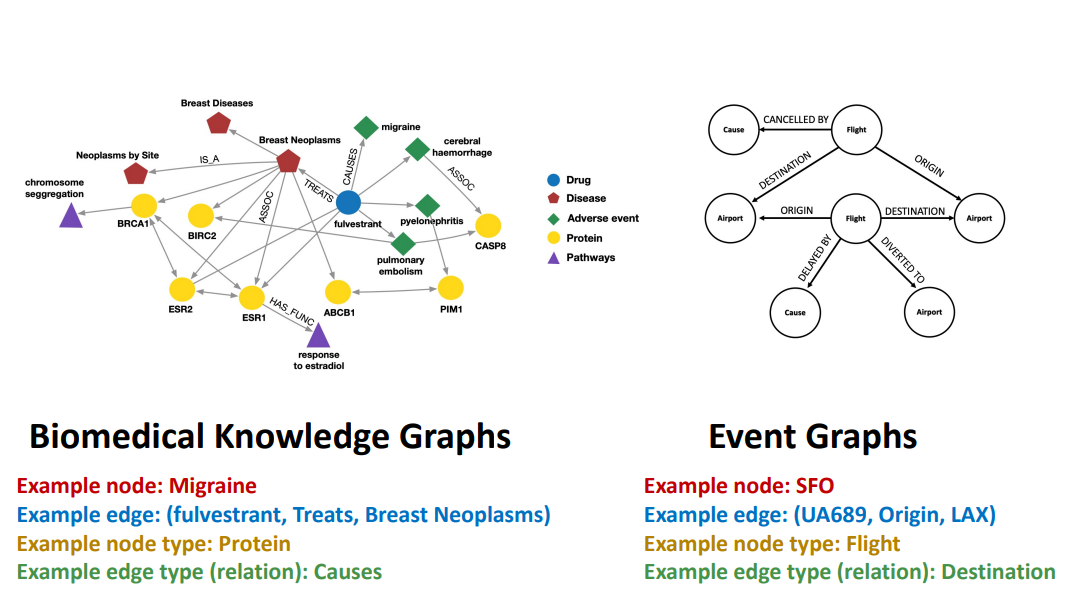 Breast Diseases
migraine
Breast Neoplasms
cerebral
haemorrhage
Neoplasms by Site
IS_A
CAUSES
ASSOC
chromosome
seggregation
TREATS
ASSOC
BRCA1
BIRC2
fulvestrant
pyelonephritis
CASP8
pulmonary
embolism
ESR2
ESR1
HAS_FUNC
ABCB1
PIM1
response
to estradiol
Drug
Disease
Adverse event
Protein
Pathways
Cause
CANCELLED BY
Flight
DESTINATION
ORIGIN
Airport
ORIGIN
Flight
DESTINATION
Airport
DELAYED BY
DIVERTED TO
Cause
Airport
Biomedical Knowledge Graphs
Example node: Migraine
Example edge: (fulvestrant, Treats, Breast Neoplasms)
Example node type: Protein
Example edge type (relation): Causes
Event Graphs
Example node: SFO
Example edge: (UA689, Origin, LAX)
Example node type: Flight
Example edge type (relation): Destination